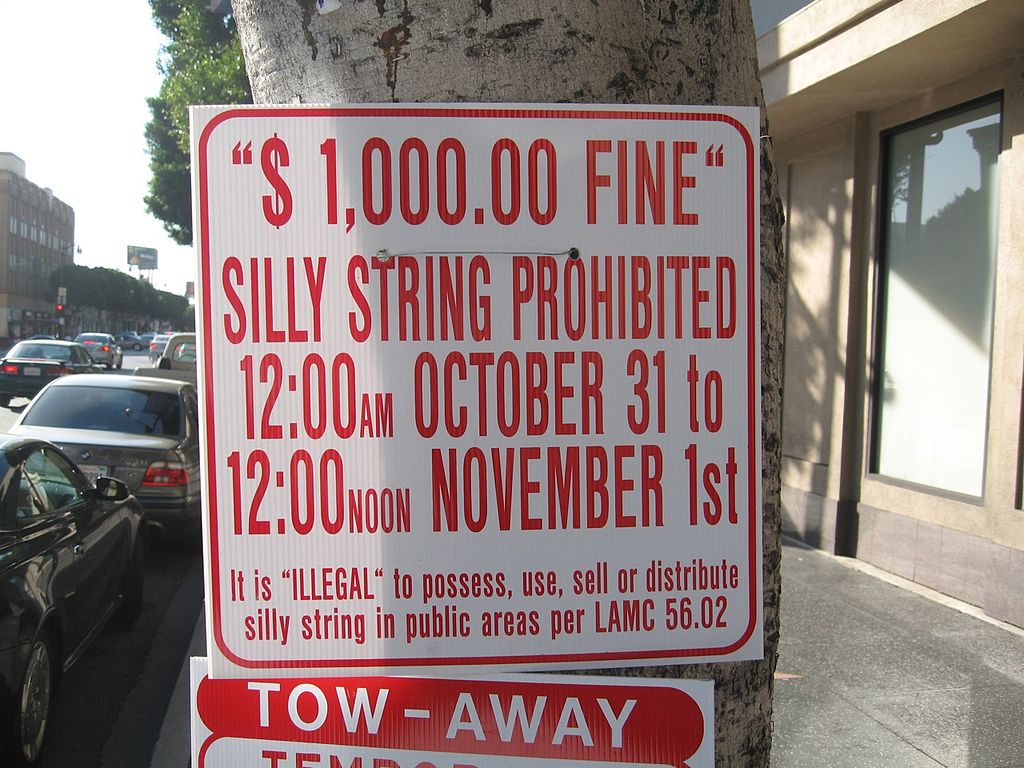 “$ 1,000.00 FINE“
SILLY STRING PROHIBITED
12:00AM OCTOBER 31 to
12:00NOON NOVEMBER 1st
It is “ILLEGAL“ to possess, use, sell or distribute
silly string in public areas per LAMC 56.02
TOW-AWAY